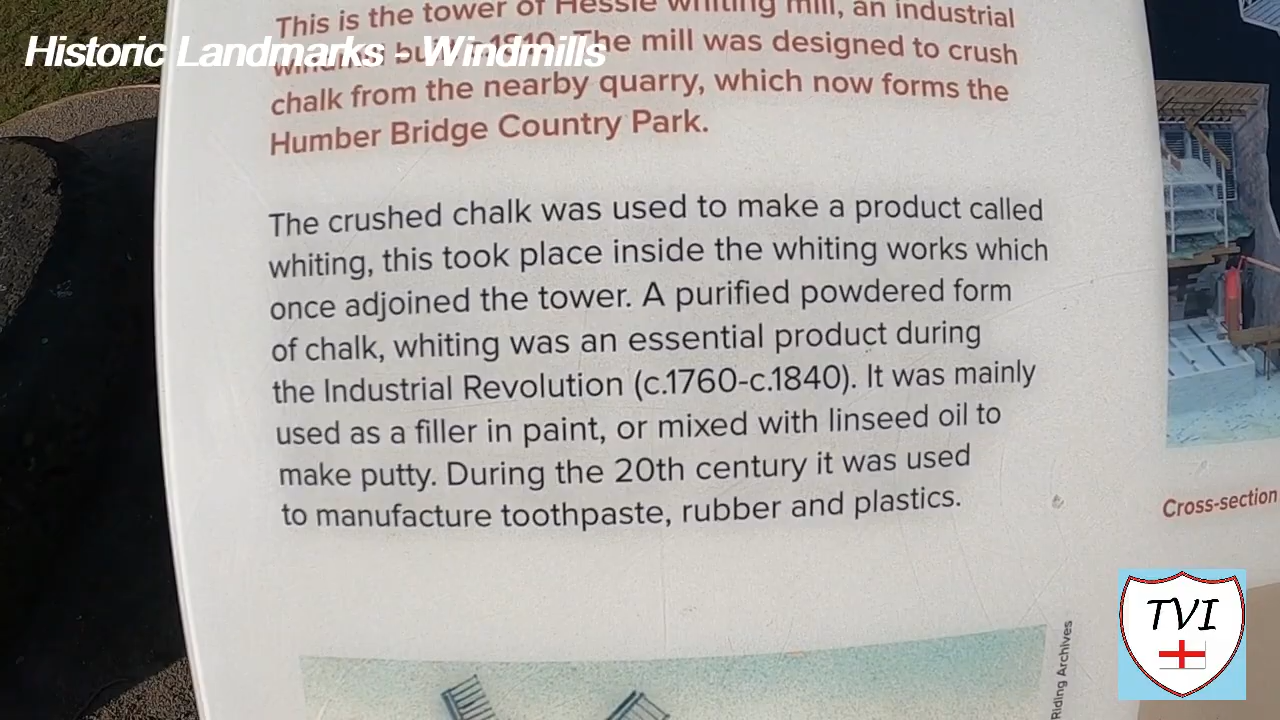 Historic Landmarks - Windmills
This is the tower of Hessle whiting mill, an industrial
windmill built c.1810. The mill was designed to crush
chalk from the nearby quarry, which now forms the
Humber Bridge Country Park.
The crushed chalk was used to make a product called
whiting, this took place inside the whiting works which
once adjoined the tower. A purified powdered form
of chalk, whiting was an essential product during
the Industrial Revolution (c.1760-c.1840). It was mainly
used as a filler in paint, or mixed with linseed oil to
make putty. During the 20th century it was used
to manufacture toothpaste, rubber and plastics.
Cross-section
Riding Archives
TVI